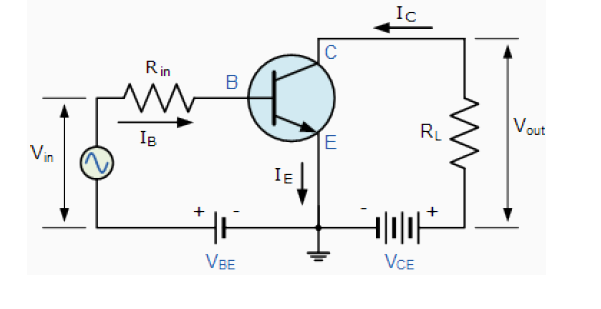 IC
C
Rin
B
IB
E
RL
Vout
Vin
IE
+ -
- +
VBE
VCE